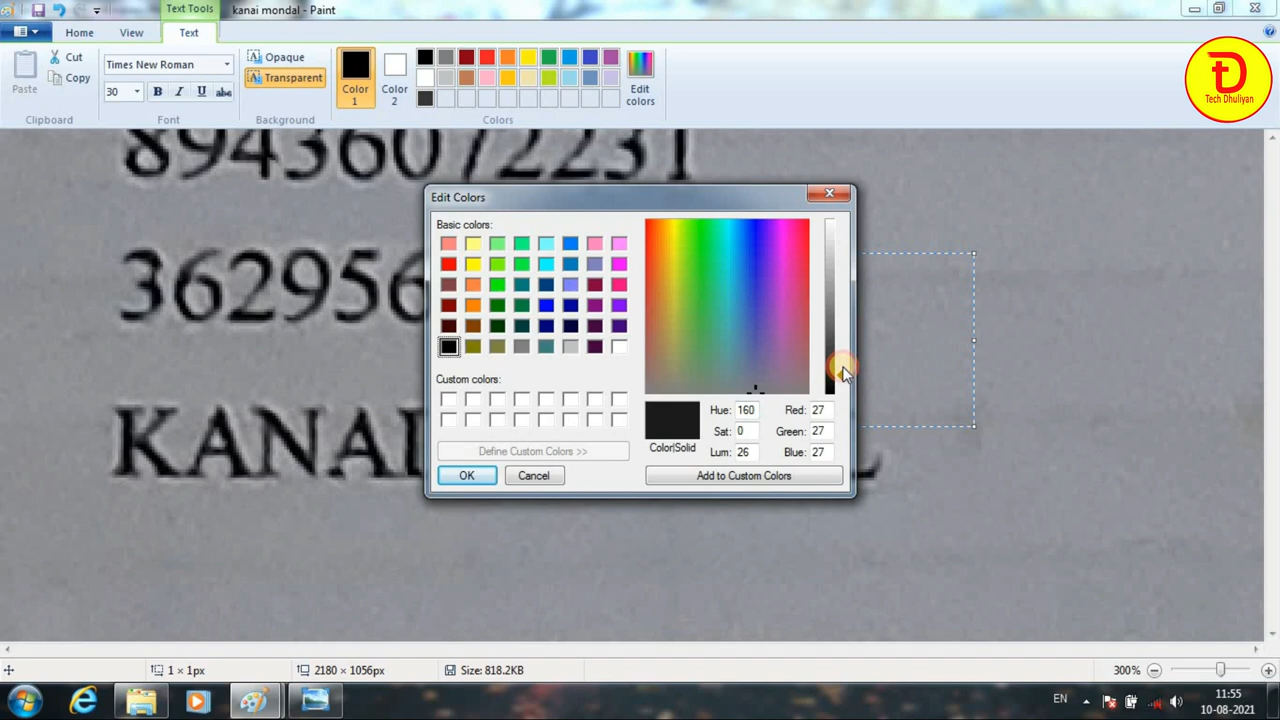 Text Tools
kanai mondal - Paint
Home
View
Text
Paste
Cut
Copy
Clipboard
Times New Roman
30
B I U abc
Font
Opaque
Transparent
Background
Color 1
Color 2
Edit colors
Colors
Tech Dhuliyan
89436072231
362956
KANAI
L
Edit Colors
Basic colors:
Custom colors:
Define Custom Colors >>
OK
Cancel
Color|Solid
Hue: 160
Sat: 0
Lum: 26
Red: 27
Green: 27
Blue: 27
Add to Custom Colors
1 × 1px
2180 × 1056px
Size: 818.2KB
300%
EN
11:55
10-08-2021